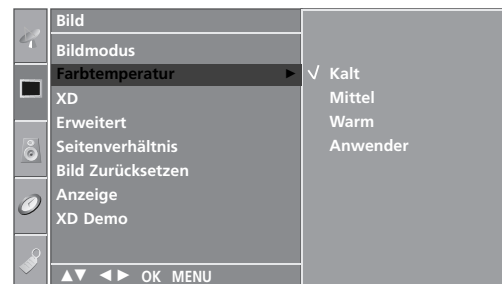 Bild
Bildmodus
Farbtemperatur ►
XD
Erweitert
Seitenverhältnis
Bild Zurücksetzen
Anzeige
XD Demo
▲▼ ◄► OK MENU
√ Kalt
Mittel
Warm
Anwender